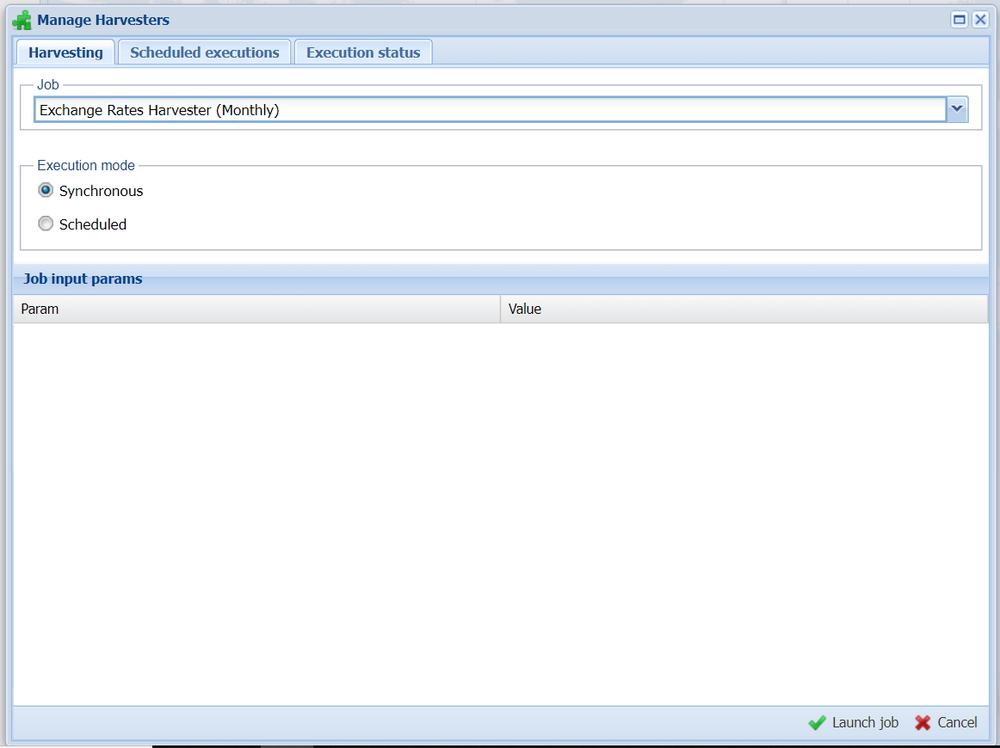 Manage Harvesters
Harvesting Scheduled executions Execution status
Job
Exchange Rates Harvester (Monthly)
Execution mode
Synchronous
Scheduled
Job input params
Param Value
Launch job Cancel